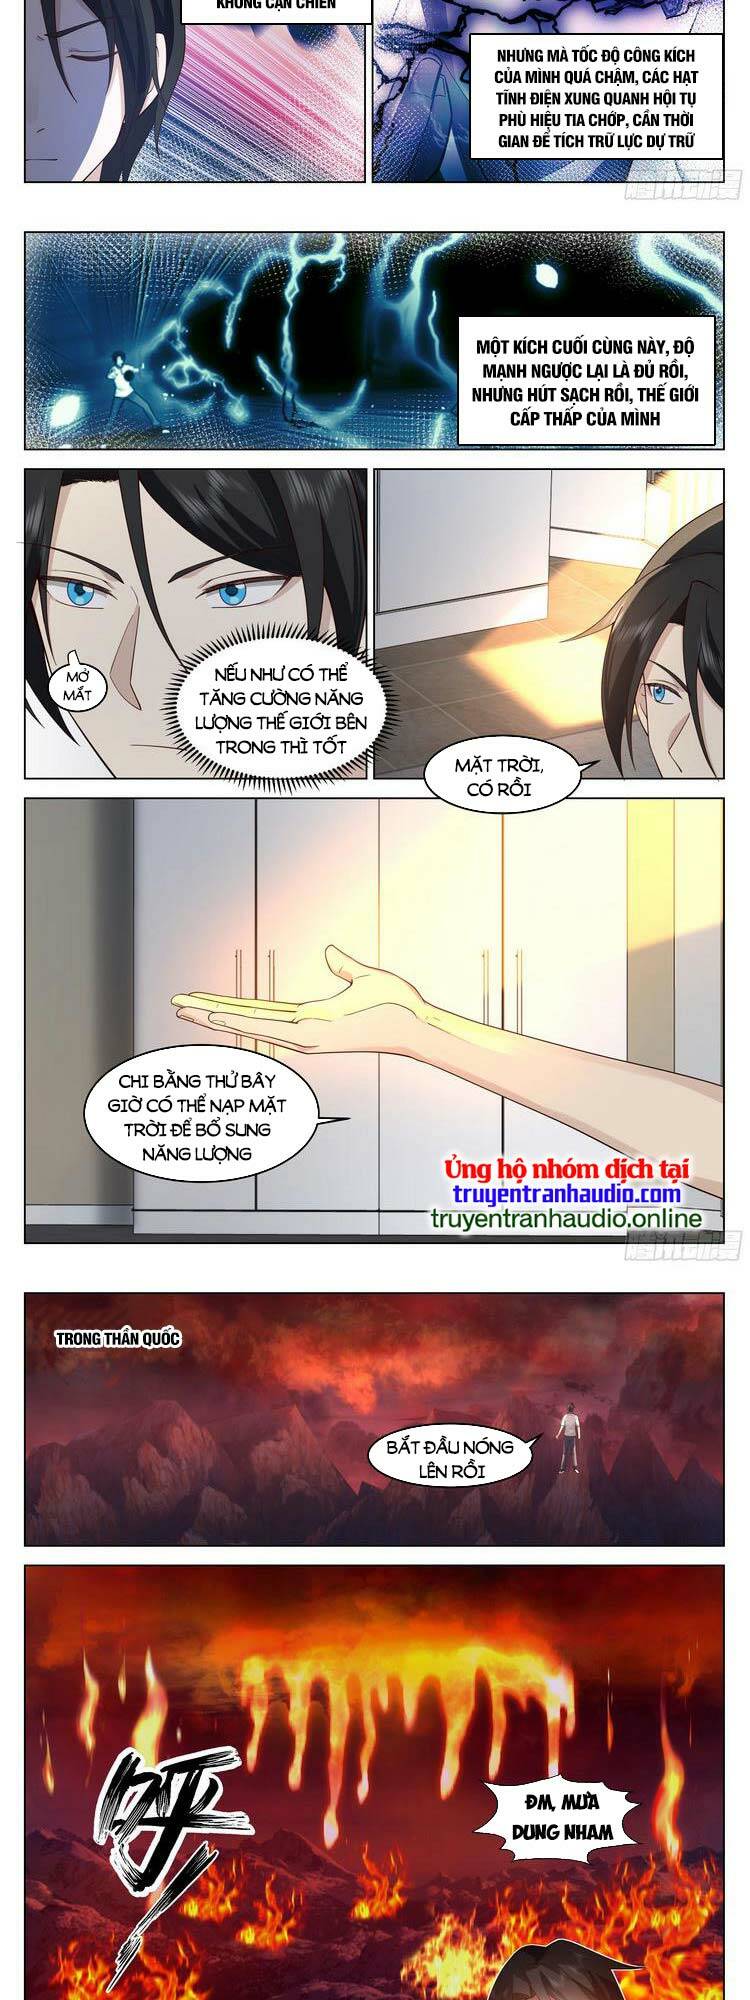 KHÔNG CẬN CHIẾN
NHƯNG MÀ TỐC ĐỘ CÔNG KÍCH
CỦA MÌNH QUÁ CHẬM, CÁC HẠT
TĨNH ĐIỆN XUNG QUANH HỘI TỤ
PHÙ HIỆU TIA CHỚP, CẦN THỜI
GIAN ĐỂ TÍCH TRỮ LỰC DỰ TRỮ
MỘT KÍCH CUỐI CÙNG NÀY, ĐỘ
MẠNH NGƯỢC LẠI LÀ ĐỦ RỒI,
NHƯNG HÚT SẠCH RỒI, THẾ GIỚI
CẤP THẤP CỦA MÌNH
MỞ
MẮT
NẾU NHƯ CÓ THỂ
TĂNG CƯỜNG NĂNG
LƯỢNG THẾ GIỚI BÊN
TRONG THÌ TỐT
MẶT TRỜI,
CÓ RỒI
CHI BẰNG THỬ BÂY
GIỜ CÓ THỂ NẠP MẶT
TRỜI ĐỂ BỔ SUNG
NĂNG LƯỢNG
Ủng hộ nhóm dịch tại
truyentranhaudio.com
truyentranhaudio.online
TRONG THẦN QUỐC
BẮT ĐẦU NÓNG
LÊN RỒI
呼
ĐM, MƯA
DUNG NHAM